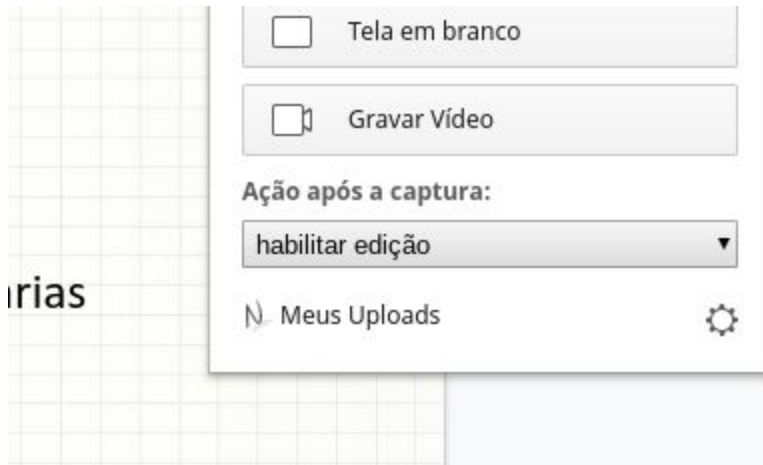 Tela em branco
Gravar Vídeo
Ação após a captura:
habilitar edição
rias
Meus Uploads